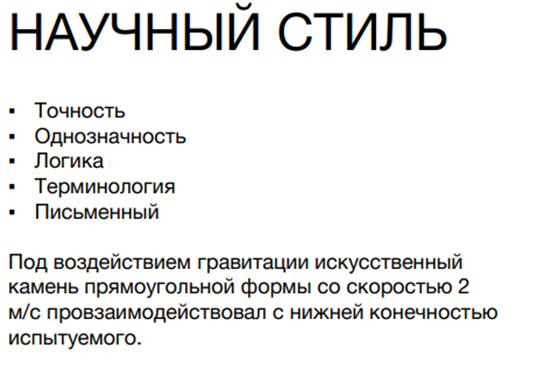 НАУЧНЫЙ СТИЛЬ
▪ Точность
▪ Однозначность
▪ Логика
▪ Терминология
▪ Письменный
Под воздействием гравитации искусственный
камень прямоугольной формы со скоростью 2
м/с провзаимодействовал с нижней конечностью
испытуемого.